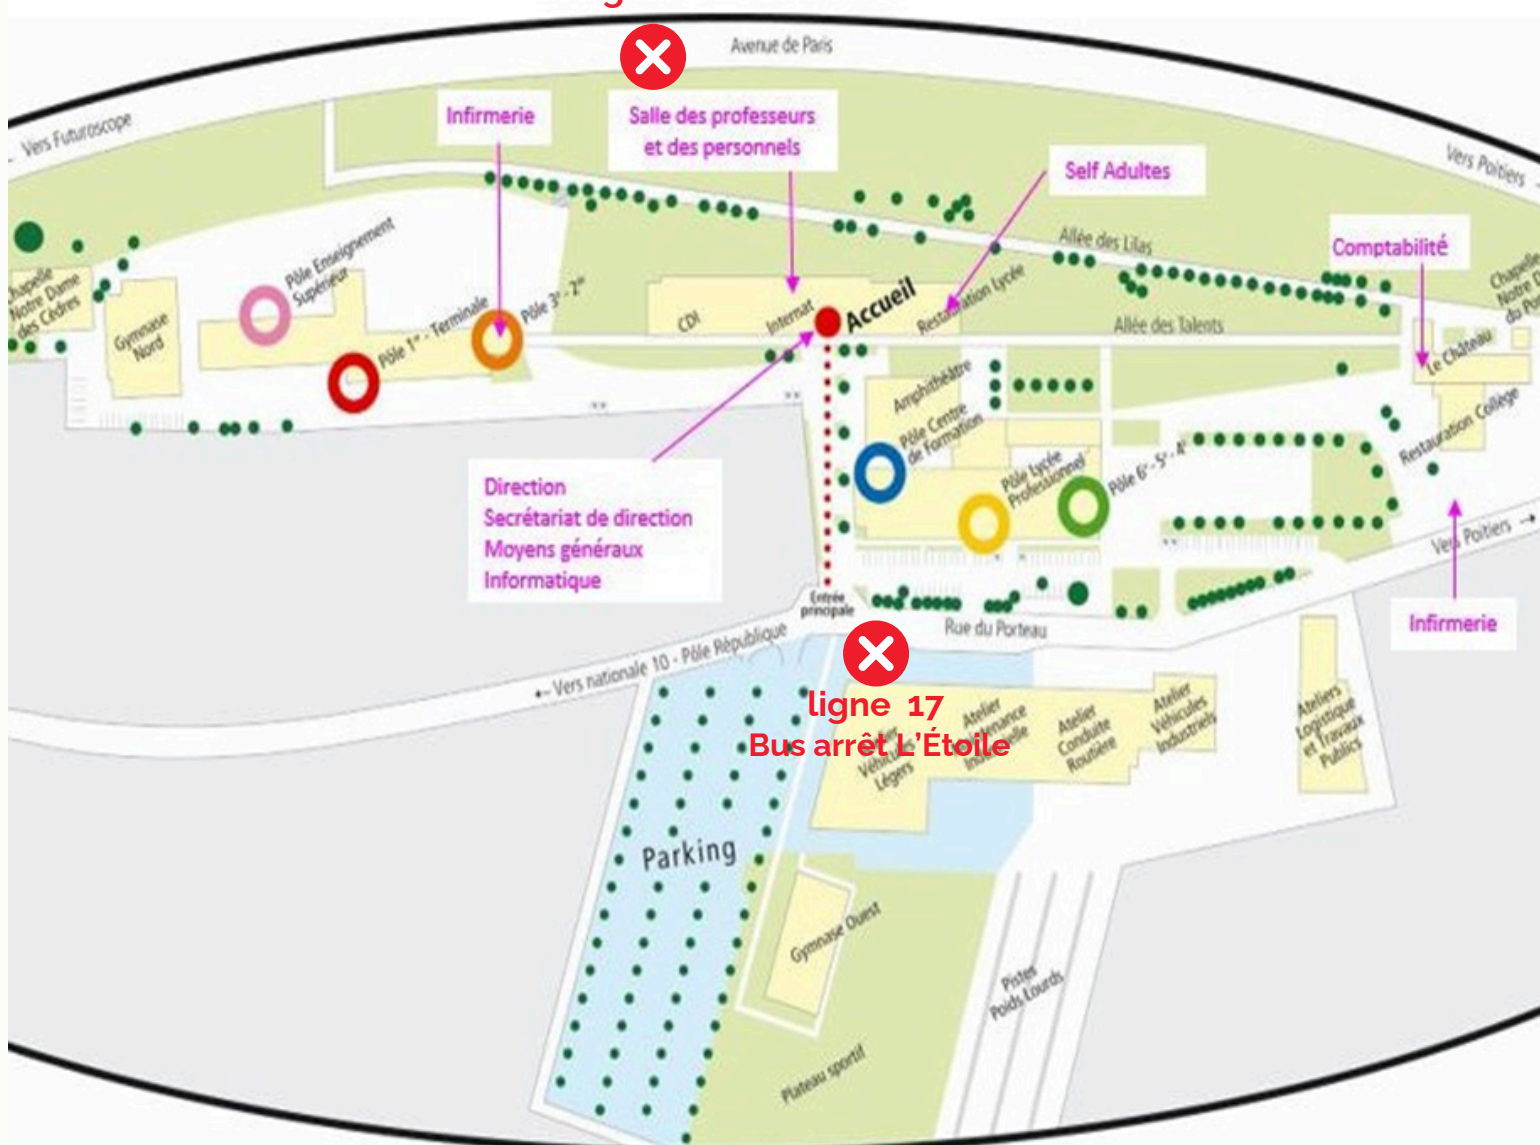 Avenue de Paris
← Vers Futuroscope
Vers Poitiers
Infirmerie
Salle des professeurs
et des personnels
Self Adultes
Comptabilité
Allée des Lilas
Allée des Talents
Chapelle
Notre Dame
des Cèdres
Gymnase
Nord
Pôle Enseignement
Supérieur
Pôle 1re - Terminale
Pôle 3e - 2de
CDI
Internat
Accueil
Restauration Lycée
Chapelle
Le Château
Restauration Collège
Amphithéâtre
Pôle Centre
de Formation
Pôle Lycée
Professionnel
Pôle 6e - 5e - 4e
Direction
Secrétariat de direction
Moyens généraux
Informatique
Vers Poitiers →
Infirmerie
Entrée
principale
Rue du Porteau
← Vers nationale 10 - Pôle République
ligne 17
Bus arrêt L'Étoile
Véhicules
Légers
Atelier
Atelier
Conduite
Routière
Atelier
Véhicules
Industriels
Ateliers
Logistique
et Travaux
Publics
Parking
Gymnase Ouest
Pistes
Poids Lourds
Plateau sportif